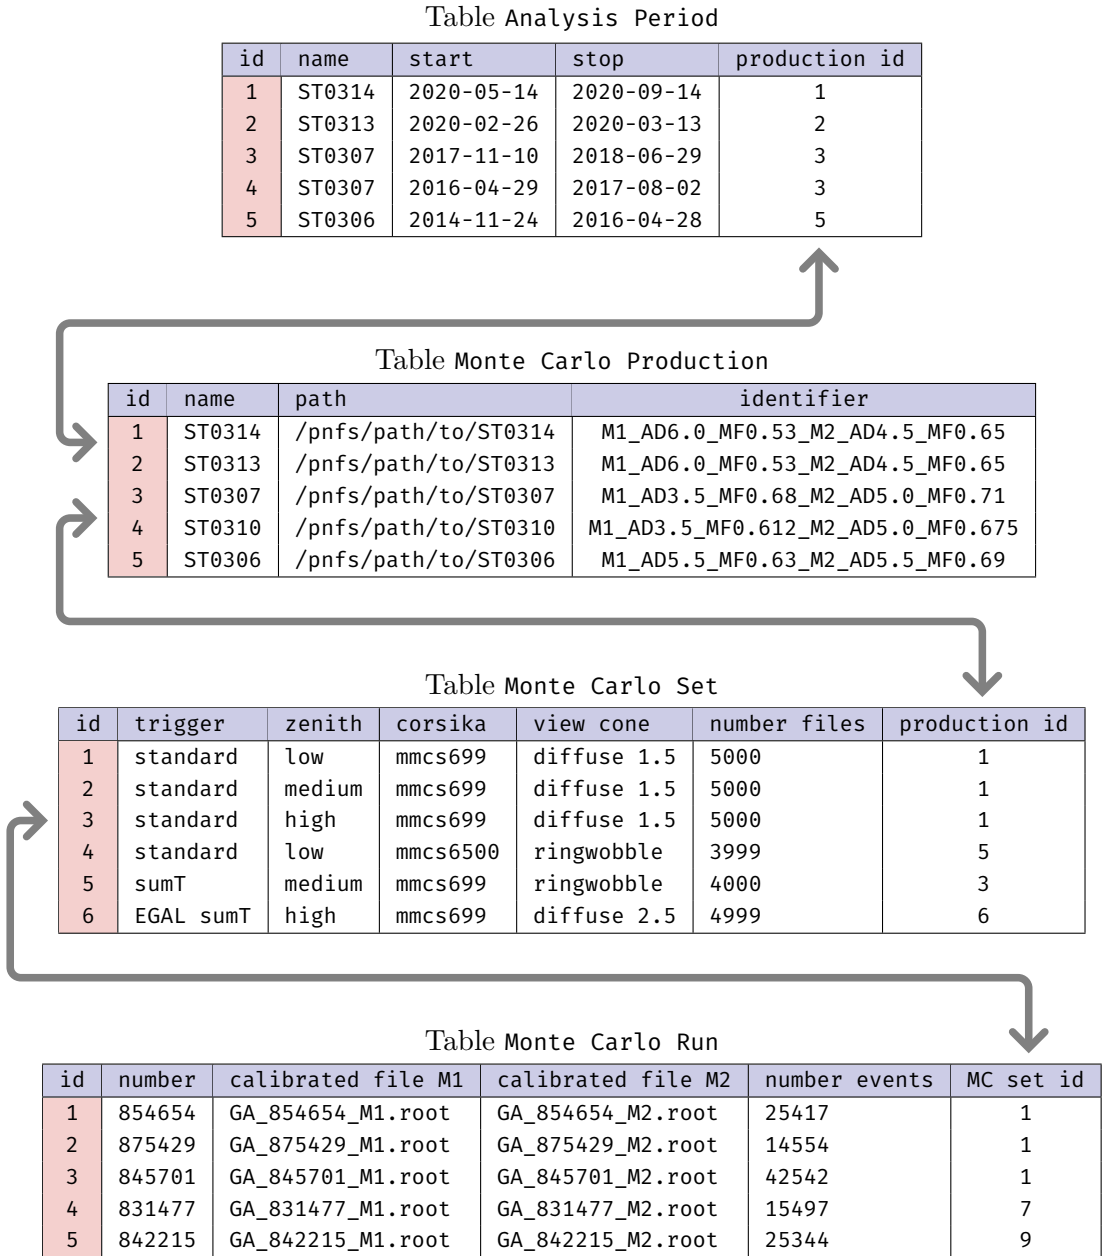 Table Analysis Period
id name start stop production id
1 ST0314 2020-05-14 2020-09-14 1
2 ST0313 2020-02-26 2020-03-13 2
3 ST0307 2017-11-10 2018-06-29 3
4 ST0307 2016-04-29 2017-08-02 3
5 ST0306 2014-11-24 2016-04-28 5
Table Monte Carlo Production
id name path identifier
1 ST0314 /pnfs/path/to/ST0314 M1_AD6.0_MF0.53_M2_AD4.5_MF0.65
2 ST0313 /pnfs/path/to/ST0313 M1_AD6.0_MF0.53_M2_AD4.5_MF0.65
3 ST0307 /pnfs/path/to/ST0307 M1_AD3.5_MF0.68_M2_AD5.0_MF0.71
4 ST0310 /pnfs/path/to/ST0310 M1_AD3.5_MF0.612_M2_AD5.0_MF0.675
5 ST0306 /pnfs/path/to/ST0306 M1_AD5.5_MF0.63_M2_AD5.5_MF0.69
Table Monte Carlo Set
id trigger zenith corsika view cone number files production id
1 standard low mmcs699 diffuse 1.5 5000 1
2 standard medium mmcs699 diffuse 1.5 5000 1
3 standard high mmcs699 diffuse 1.5 5000 1
4 standard low mmcs6500 ringwobble 3999 5
5 sumT medium mmcs699 ringwobble 4000 3
6 EGAL sumT high mmcs699 diffuse 2.5 4999 6
Table Monte Carlo Run
id number calibrated file M1 calibrated file M2 number events MC set id
1 854654 GA_854654_M1.root GA_854654_M2.root 25417 1
2 875429 GA_875429_M1.root GA_875429_M2.root 14554 1
3 845701 GA_845701_M1.root GA_845701_M2.root 42542 1
4 831477 GA_831477_M1.root GA_831477_M2.root 15497 7
5 842215 GA_842215_M1.root GA_842215_M2.root 25344 9